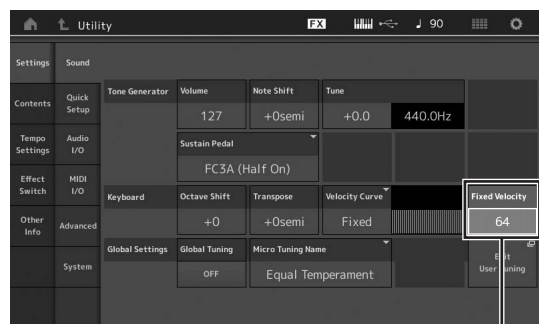 Utility FX ♩ 90
Settings Sound
Tone Generator Volume Note Shift Tune
Contents Quick Setup
127 +0semi +0.0 440.0Hz
Tempo Settings Audio I/O
Sustain Pedal
FC3A (Half On)
Effect Switch MIDI I/O
Keyboard Octave Shift Transpose Velocity Curve Fixed Velocity
Other Info Advanced
+0 +0semi Fixed 64
Global Settings Global Tuning Micro Tuning Name Edit User Tuning
System
OFF Equal Temperament